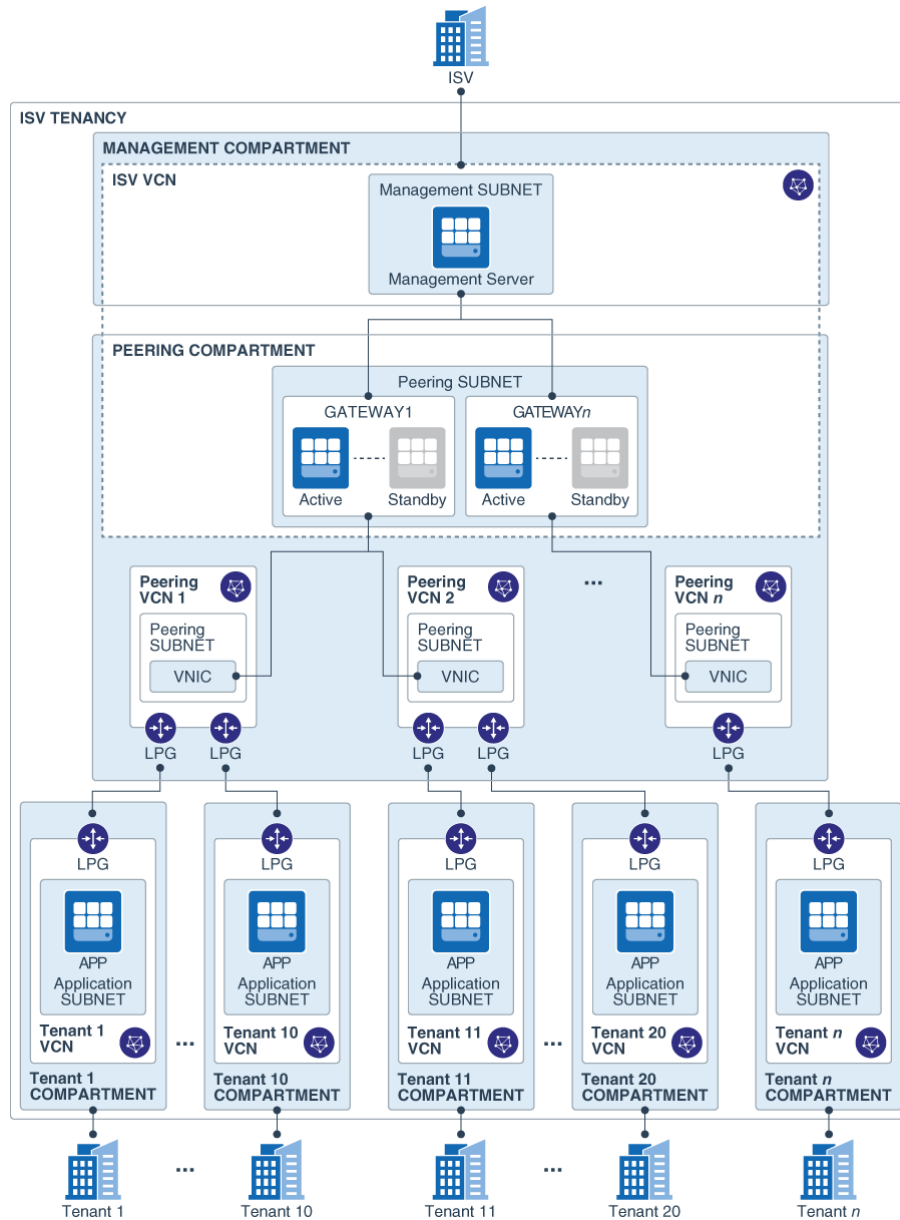 ISV
ISV TENANCY
MANAGEMENT COMPARTMENT
ISV VCN
Management SUBNET
Management Server
PEERING COMPARTMENT
Peering SUBNET
GATEWAY1
GATEWAYn
Active
Standby
Active
Standby
...
Peering
VCN 1
Peering
SUBNET
VNIC
Peering
VCN 2
Peering
SUBNET
VNIC
Peering
VCN n
Peering
SUBNET
VNIC
LPG
LPG
LPG
LPG
LPG
LPG
APP
Application
SUBNET
Tenant 1
VCN
Tenant 1
COMPARTMENT
...
LPG
APP
Application
SUBNET
Tenant 10
VCN
Tenant 10
COMPARTMENT
LPG
APP
Application
SUBNET
Tenant 11
VCN
Tenant 11
COMPARTMENT
...
LPG
APP
Application
SUBNET
Tenant 20
VCN
Tenant 20
COMPARTMENT
LPG
APP
Application
SUBNET
Tenant n
VCN
Tenant n
COMPARTMENT
Tenant 1
...
Tenant 10
Tenant 11
...
Tenant 20
Tenant n